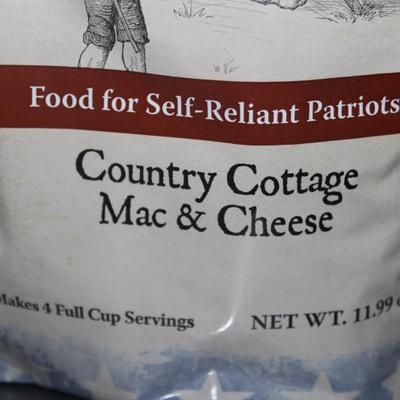 Food for Self-Reliant Patriots
Country Cottage
Mac & Cheese
Makes 4 Full Cup Servings
NET WT. 11.99